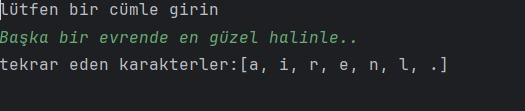 lütfen bir cümle girin
Başka bir evrende en güzel halinle..
tekrar eden karakterler:[a, i, r, e, n, l, .]